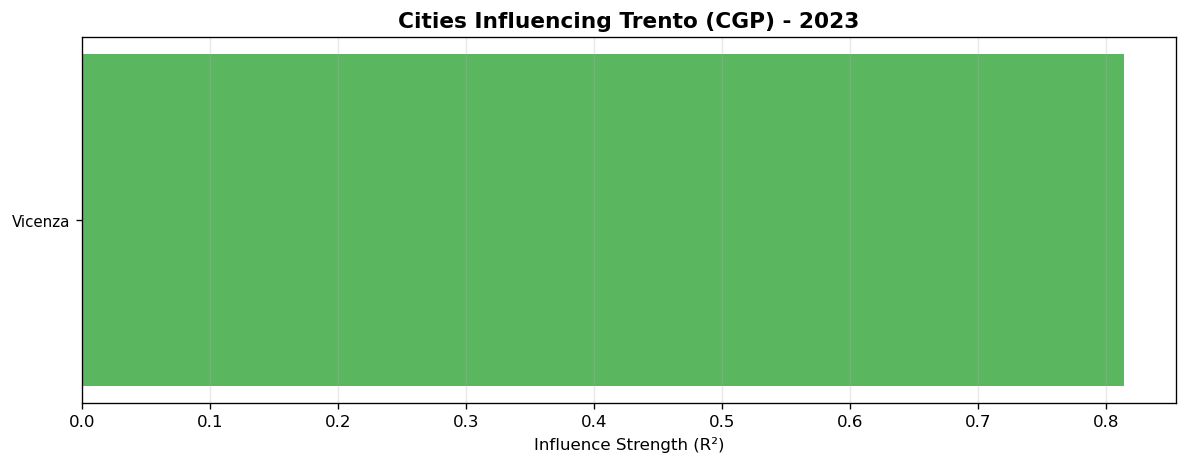 Cities Influencing Trento (CGP) - 2023
Vicenza
0.0 0.1 0.2 0.3 0.4 0.5 0.6 0.7 0.8
Influence Strength (R²)